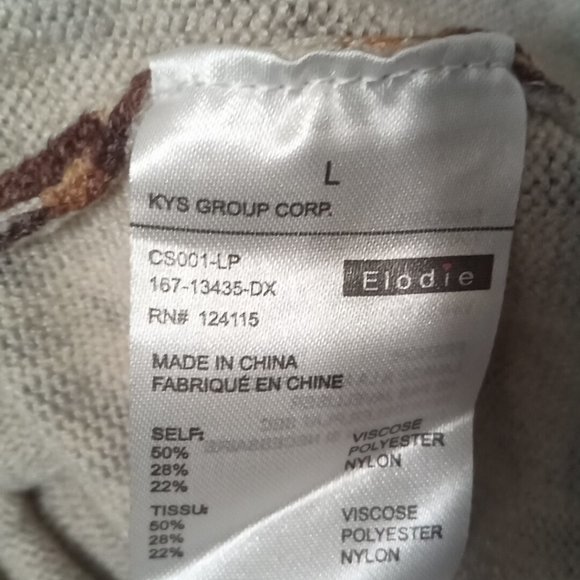 L
KYS GROUP CORP.
CS001-LP
167-13435-DX
Elodie
RN# 124115
MADE IN CHINA
FABRIQUÉ EN CHINE
SELF:
50% VISCOSE
28% POLYESTER
22% NYLON
TISSU:
50% VISCOSE
28% POLYESTER
22% NYLON